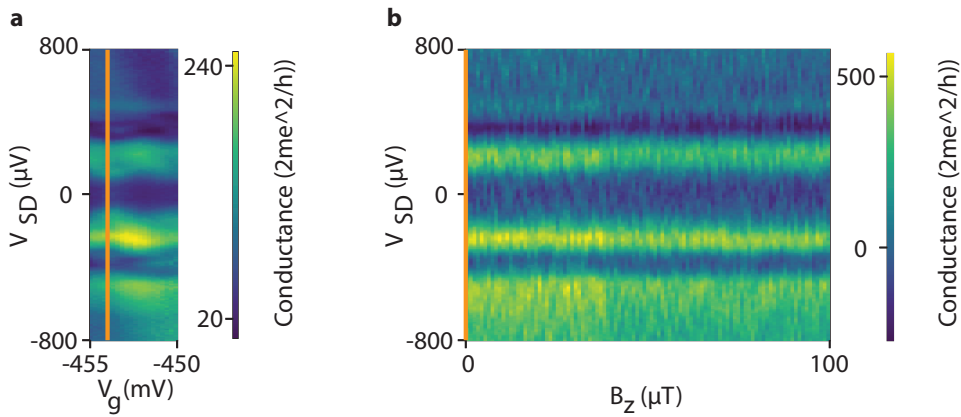 a
800
0
-800
V SD (μV)
-455
-450
Vg (mV)
240
20
Conductance (2me^2/h))
b
800
0
-800
V SD (μV)
0
100
Bz (μT)
500
0
Conductance (2me^2/h))